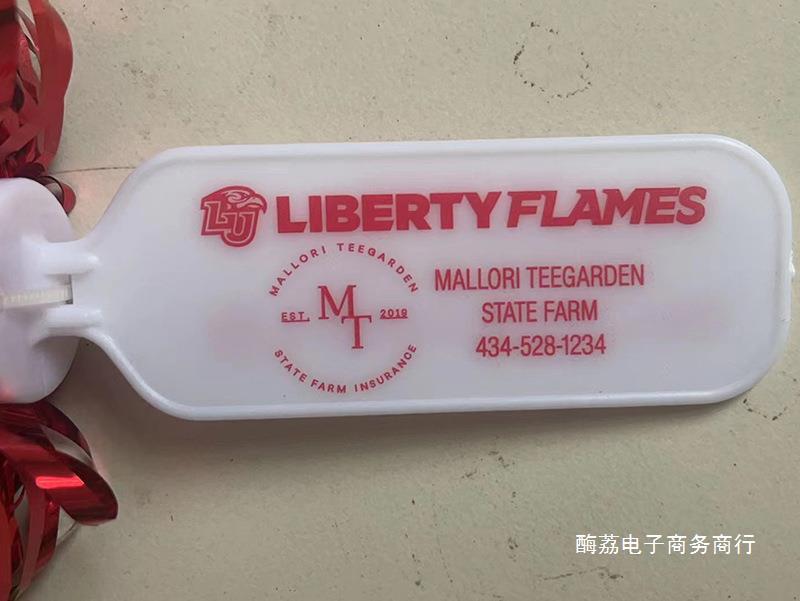 LU LIBERTY FLAMES
MALLORI TEEGARDEN
EST. MT 2019
STATE FARM INSURANCE
MALLORI TEEGARDEN
STATE FARM
434-528-1234
酶荔电子商务商行